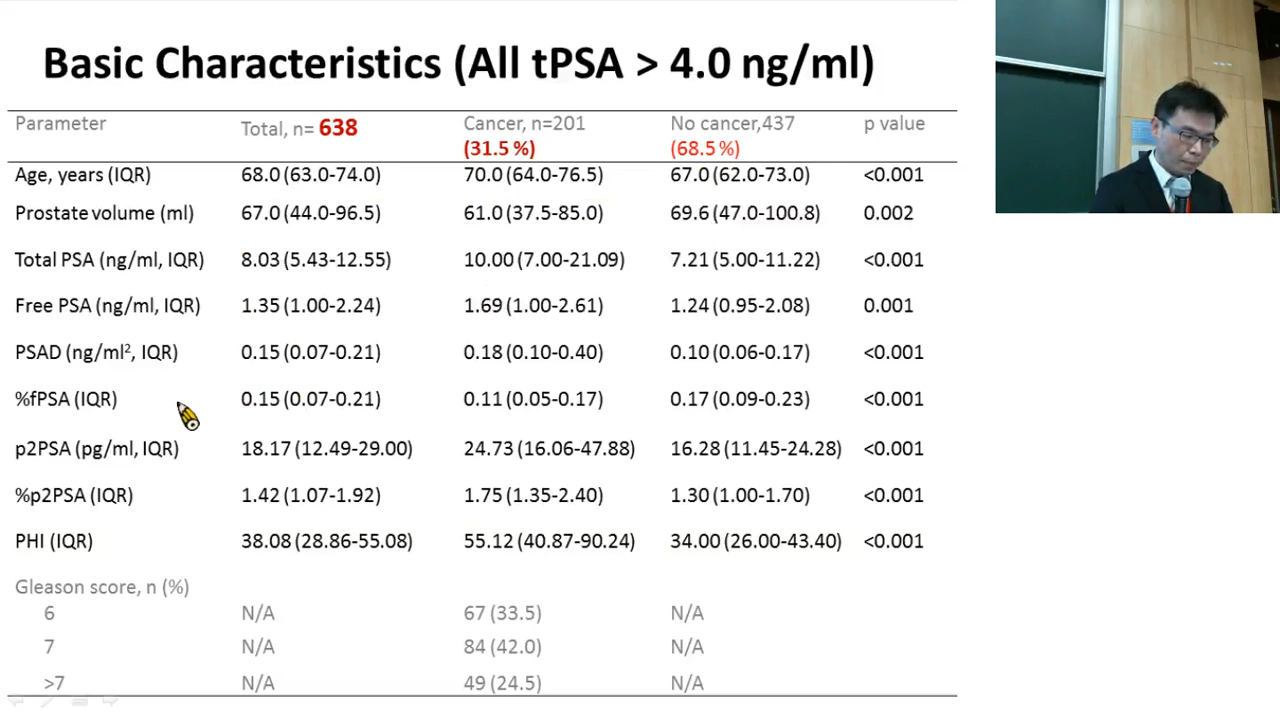 Basic Characteristics (All tPSA > 4.0 ng/ml)
Parameter Total, n= 638 Cancer, n=201 (31.5 %) No cancer,437 (68.5 %) p value
Age, years (IQR) 68.0 (63.0-74.0) 70.0 (64.0-76.5) 67.0 (62.0-73.0) <0.001
Prostate volume (ml) 67.0 (44.0-96.5) 61.0 (37.5-85.0) 69.6 (47.0-100.8) 0.002
Total PSA (ng/ml, IQR) 8.03 (5.43-12.55) 10.00 (7.00-21.09) 7.21 (5.00-11.22) <0.001
Free PSA (ng/ml, IQR) 1.35 (1.00-2.24) 1.69 (1.00-2.61) 1.24 (0.95-2.08) 0.001
PSAD (ng/ml², IQR) 0.15 (0.07-0.21) 0.18 (0.10-0.40) 0.10 (0.06-0.17) <0.001
%fPSA (IQR) 0.15 (0.07-0.21) 0.11 (0.05-0.17) 0.17 (0.09-0.23) <0.001
p2PSA (pg/ml, IQR) 18.17 (12.49-29.00) 24.73 (16.06-47.88) 16.28 (11.45-24.28) <0.001
%p2PSA (IQR) 1.42 (1.07-1.92) 1.75 (1.35-2.40) 1.30 (1.00-1.70) <0.001
PHI (IQR) 38.08 (28.86-55.08) 55.12 (40.87-90.24) 34.00 (26.00-43.40) <0.001
Gleason score, n (%)
6 N/A 67 (33.5) N/A
7 N/A 84 (42.0) N/A
>7 N/A 49 (24.5) N/A